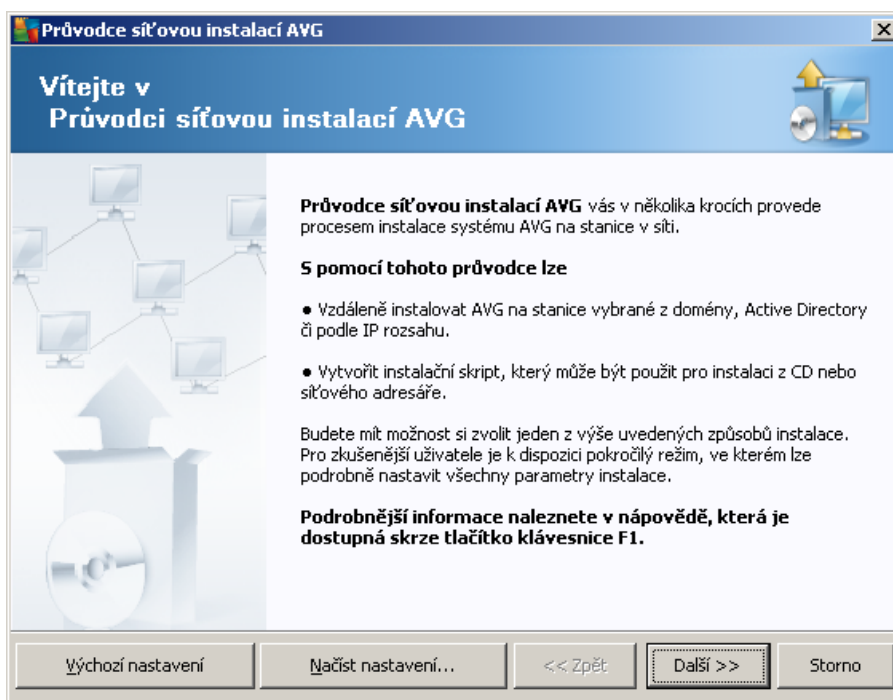 Průvodce síťovou instalací AVG
Vítejte v
Průvodci síťovou instalací AVG
Průvodce síťovou instalací AVG vás v několika krocích provede
procesem instalace systému AVG na stanice v síti.
S pomocí tohoto průvodce lze
● Vzdáleně instalovat AVG na stanice vybrané z domény, Active Directory
či podle IP rozsahu.
● Vytvořit instalační skript, který může být použit pro instalaci z CD nebo
síťového adresáře.
Budete mít možnost si zvolit jeden z výše uvedených způsobů instalace.
Pro zkušenější uživatele je k dispozici pokročilý režim, ve kterém lze
podrobně nastavit všechny parametry instalace.
Podrobnější informace naleznete v nápovědě, která je
dostupná skrze tlačítko klávesnice F1.
Výchozí nastavení
Načíst nastavení...
<< Zpět
Další >>
Storno